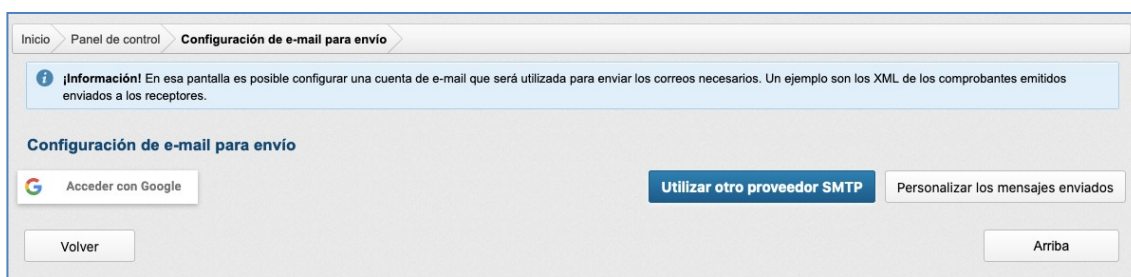 Inicio Panel de control Configuración de e-mail para envío
¡Información! En esa pantalla es posible configurar una cuenta de e-mail que será utilizada para enviar los correos necesarios. Un ejemplo son los XML de los comprobantes emitidos
enviados a los receptores.
Configuración de e-mail para envío
Acceder con Google Utilizar otro proveedor SMTP Personalizar los mensajes enviados
Volver Arriba